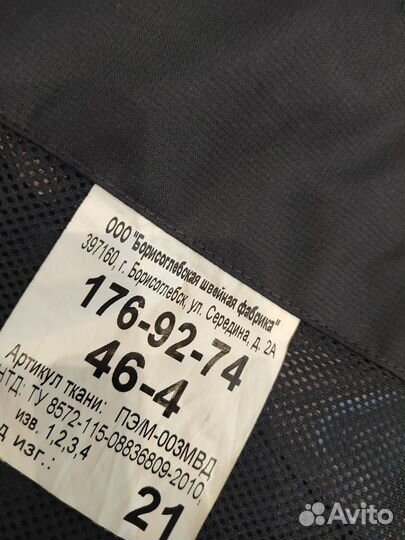 ООО "Борисоглебская швейная фабрика"
397160, г. Борисоглебск, ул. Середина, д. 2А
176-92-74
46-4
Артикул ткани: ПЭ/М-003МВД
НТД: ТУ 8572-115-08836809-2010,
изв. 1,2,3,4
изг.:
21
Avito